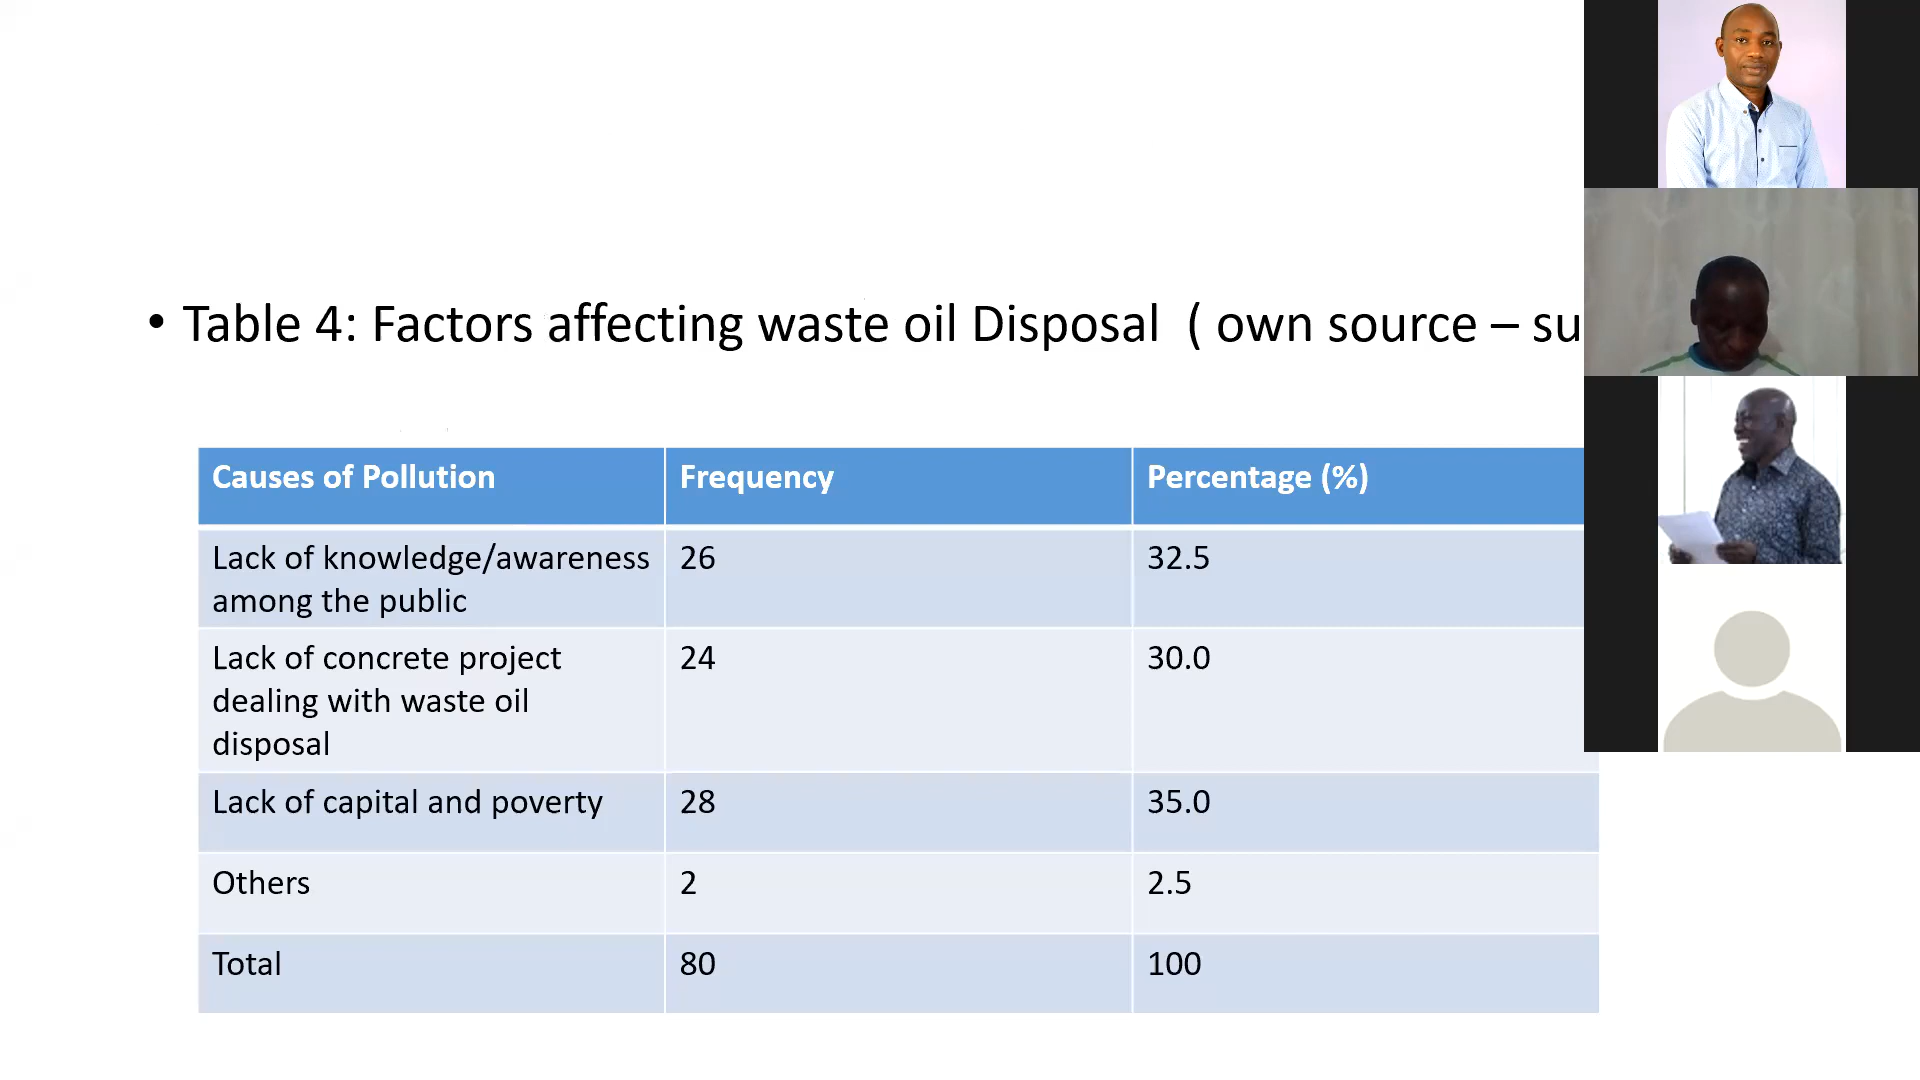 • Table 4: Factors affecting waste oil Disposal ( own source – su
Causes of Pollution Frequency Percentage (%)
Lack of knowledge/awareness 26 32.5
among the public
Lack of concrete project 24 30.0
dealing with waste oil
disposal
Lack of capital and poverty 28 35.0
Others 2 2.5
Total 80 100